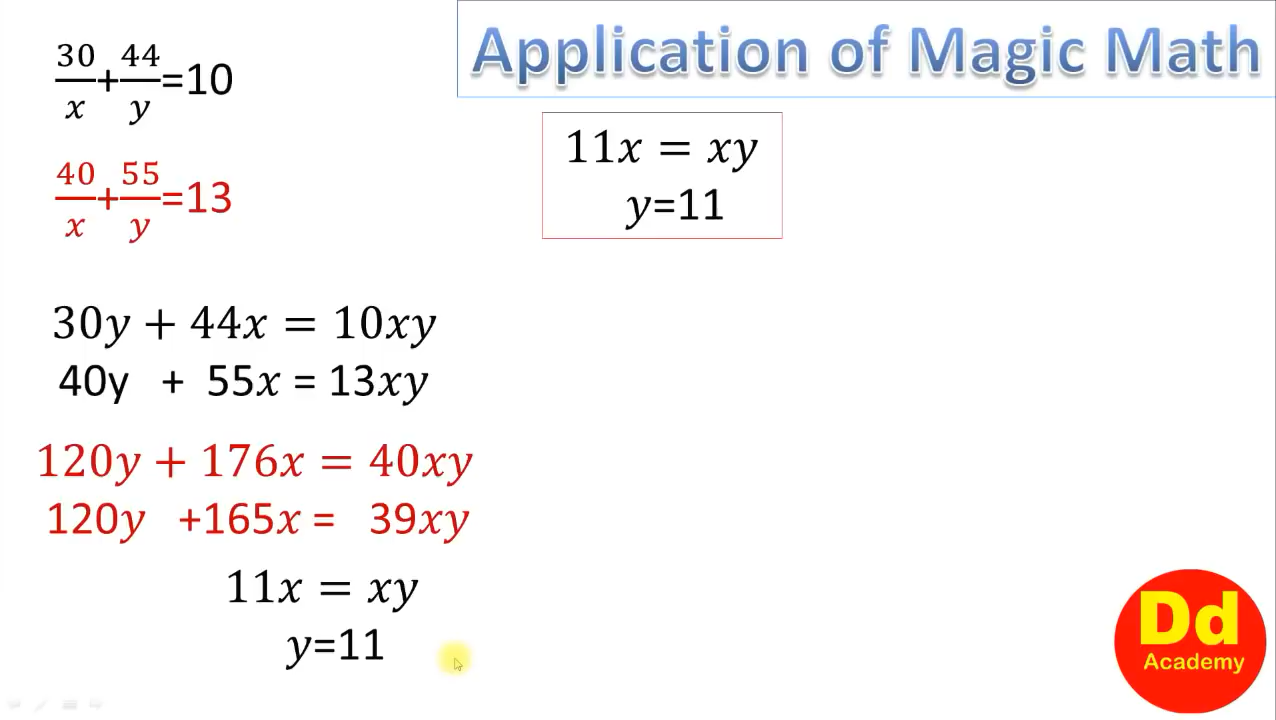 Application of Magic Math
30/x+44/y=10
40/x+55/y=13
11x = xy
y=11
30y + 44x = 10xy
40y + 55x = 13xy
120y + 176x = 40xy
120y +165x = 39xy
11x = xy
y=11
Dd
Academy